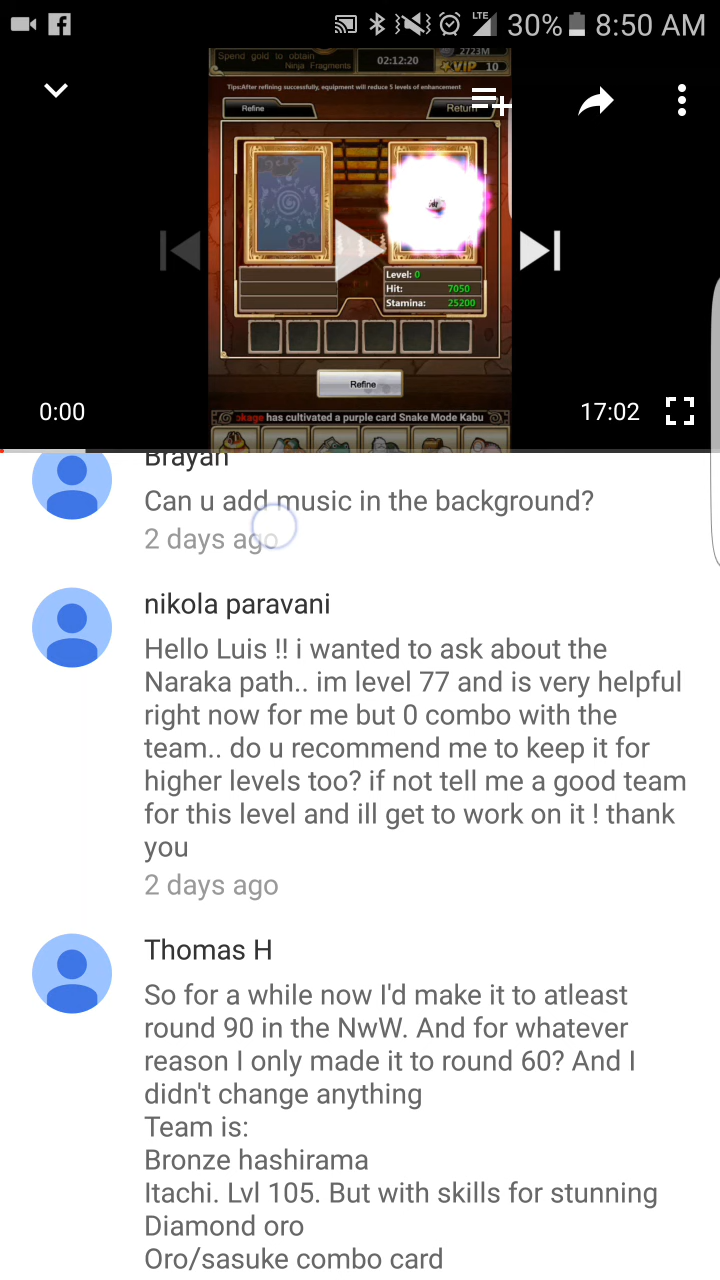 LTE 30% 8:50 AM
Spend gold to obtain
Ninja Fragments
02:12:20
2723M
VIP 10
Tips:After refining successfully, equipment will reduce 5 levels of enhancement
Refine
Return
Level: 0
Hit: 7050
Stamina: 25200
Refine
okage has cultivated a purple card Snake Mode Kabu
0:00
17:02
Brayan
Can u add music in the background?
2 days ago
nikola paravani
Hello Luis !! i wanted to ask about the
Naraka path.. im level 77 and is very helpful
right now for me but 0 combo with the
team.. do u recommend me to keep it for
higher levels too? if not tell me a good team
for this level and ill get to work on it ! thank
you
2 days ago
Thomas H
So for a while now I'd make it to atleast
round 90 in the NwW. And for whatever
reason I only made it to round 60? And I
didn't change anything
Team is:
Bronze hashirama
Itachi. Lvl 105. But with skills for stunning
Diamond oro
Oro/sasuke combo card